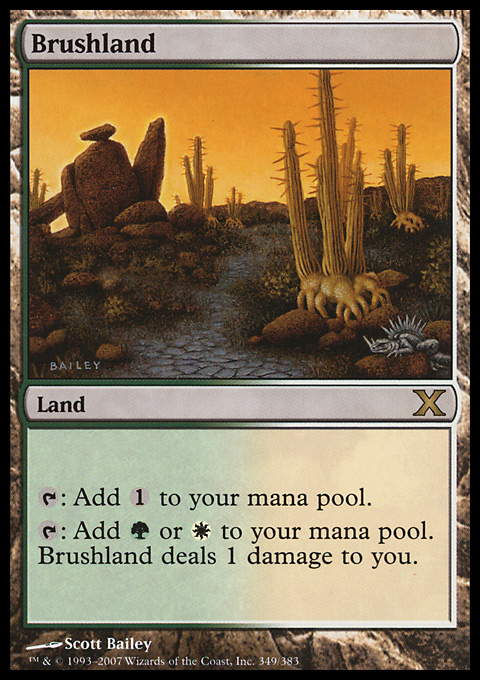 Brushland
BAILEY
Land
X
: Add 1 to your mana pool.
: Add or to your mana pool.
Brushland deals 1 damage to you.
Scott Bailey
™ & © 1993–2007 Wizards of the Coast, Inc. 349/383